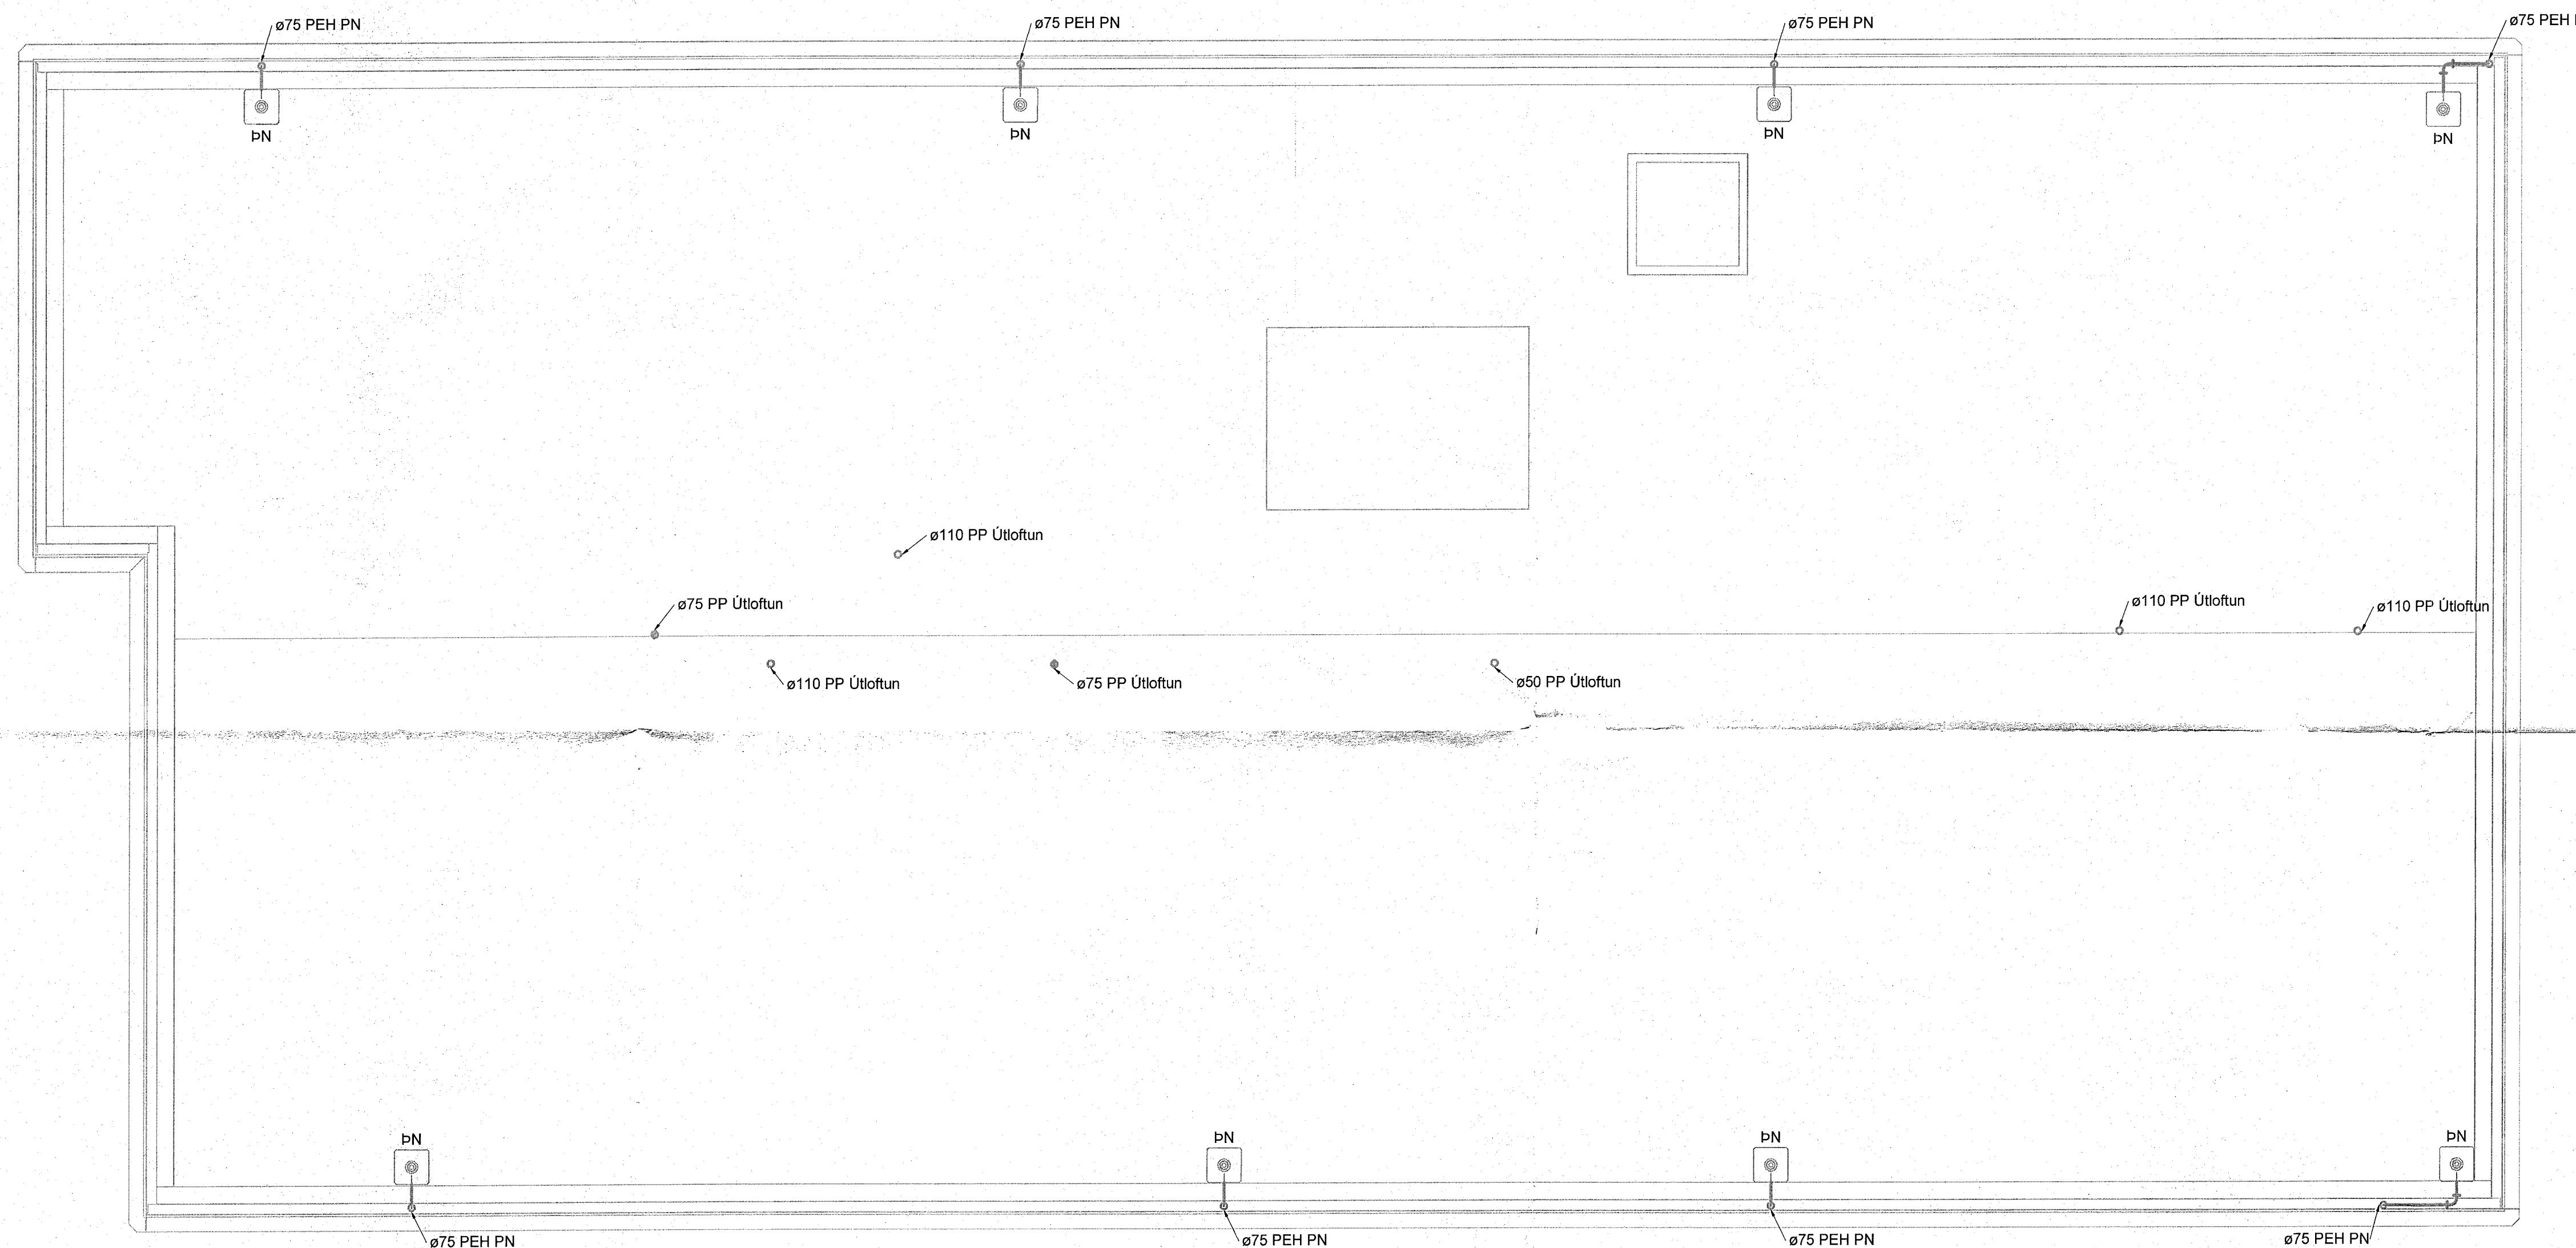 ø75 PEH PN
ø75 PEH PN
ø75 PEH PN
ø75 PEH
ÞN
ÞN
ÞN
ÞN
ø110 PP Útloftun
ø75 PP Útloftun
ø110 PP Útloftun
ø110 PP Útloftun
ø110 PP Útloftun
ø75 PP Útloftun
ø50 PP Útloftun
ÞN
ÞN
ÞN
ÞN
ø75 PEH PN
ø75 PEH PN
ø75 PEH PN
ø75 PEH PN